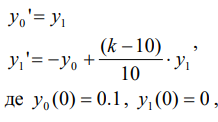 y₀' = y₁
y₁' = −y₀ + (k−10)/10 · y₁ ,
де y₀(0) = 0.1 , y₁(0) = 0 ,